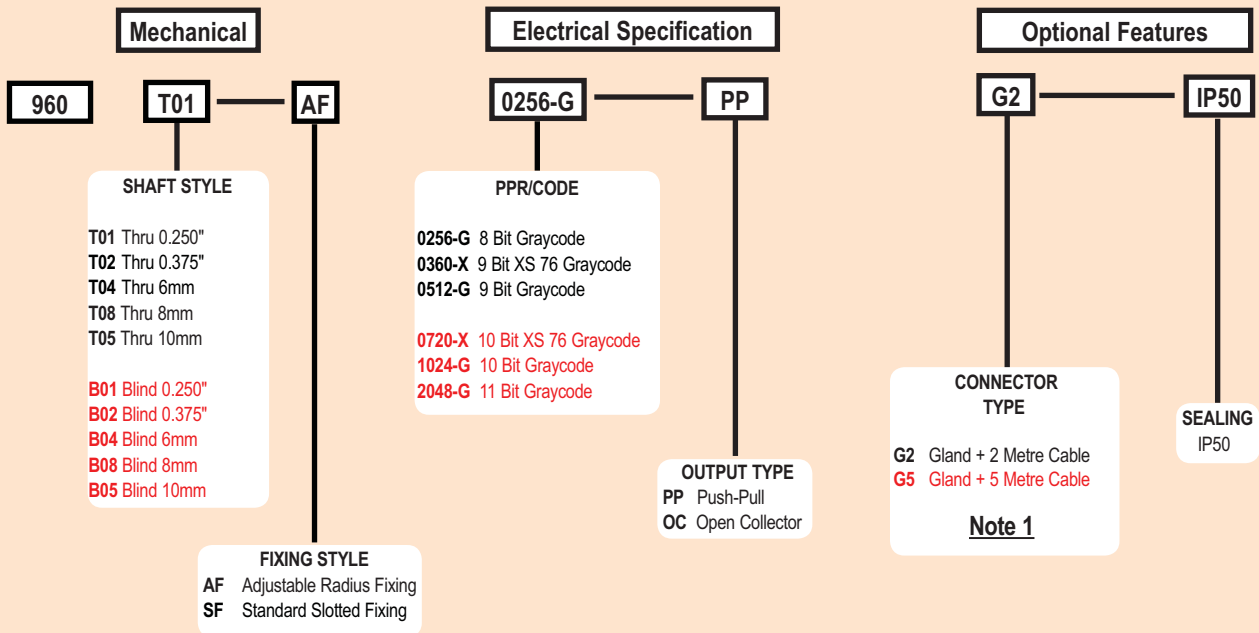 Mechanical
Electrical Specification
Optional Features
960
T01
AF
0256-G
PP
G2
IP50
SHAFT STYLE
T01 Thru 0.250"
T02 Thru 0.375"
T04 Thru 6mm
T08 Thru 8mm
T05 Thru 10mm
B01 Blind 0.250"
B02 Blind 0.375"
B04 Blind 6mm
B08 Blind 8mm
B05 Blind 10mm
FIXING STYLE
AF Adjustable Radius Fixing
SF Standard Slotted Fixing
PPR/CODE
0256-G 8 Bit Graycode
0360-X 9 Bit XS 76 Graycode
0512-G 9 Bit Graycode
0720-X 10 Bit XS 76 Graycode
1024-G 10 Bit Graycode
2048-G 11 Bit Graycode
OUTPUT TYPE
PP Push-Pull
OC Open Collector
CONNECTOR
TYPE
G2 Gland + 2 Metre Cable
G5 Gland + 5 Metre Cable
Note 1
SEALING
IP50